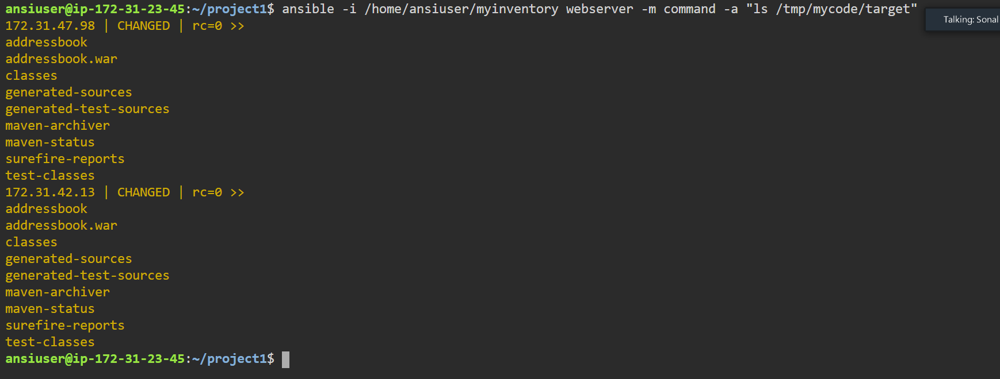 ansiuser@ip-172-31-23-45:~/project1$ ansible -i /home/ansiuser/myinventory webserver -m command -a "ls /tmp/mycode/target"
Talking: Sonal
172.31.47.98 | CHANGED | rc=0 >>
addressbook
addressbook.war
classes
generated-sources
generated-test-sources
maven-archiver
maven-status
surefire-reports
test-classes
172.31.42.13 | CHANGED | rc=0 >>
addressbook
addressbook.war
classes
generated-sources
generated-test-sources
maven-archiver
maven-status
surefire-reports
test-classes
ansiuser@ip-172-31-23-45:~/project1$